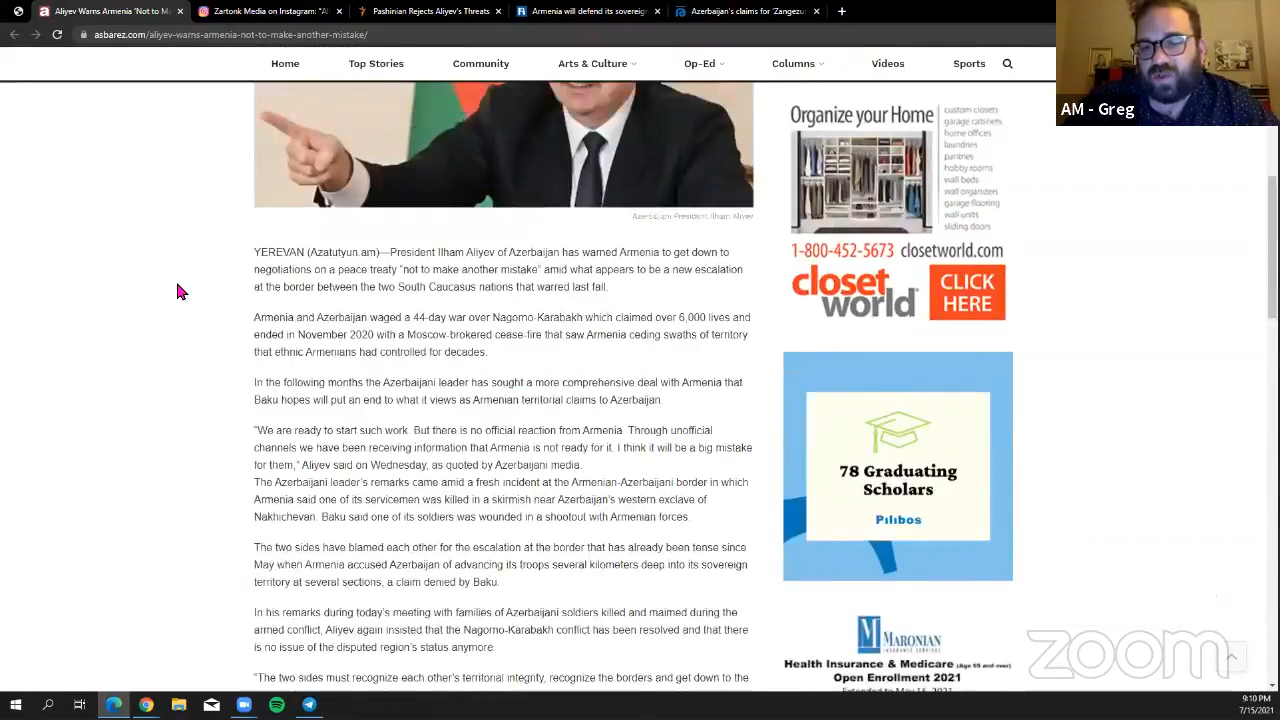 Aliyev Warns Armenia 'Not to M
Zartonk Media on Instagram: "Al
Pashinian Rejects Aliyev's Threats
Armenia will defend its sovereign
Azerbaijan's claims for 'Zangezur
asbarez.com/aliyev-warns-armenia-not-to-make-another-mistake/
Home
Top Stories
Community
Arts & Culture
Op-Ed
Columns
Videos
Sports
AM - Greg
Azerbaijani President, Ilham Aliyev
YEREVAN (Azatutyun.am)—President Ilham Aliyev of Azerbaijan has warned Armenia to get down to
negotiations on a peace treaty "not to make another mistake" amid what appears to be a new escalation
at the border between the two South Caucasus nations that warred last fall.
Armenia and Azerbaijan waged a 44-day war over Nagorno-Karabakh which claimed over 6,000 lives and
ended in November 2020 with a Moscow-brokered cease-fire that saw Armenia ceding swaths of territory
that ethnic Armenians had controlled for decades.
In the following months the Azerbaijani leader has sought a more comprehensive deal with Armenia that
Baku hopes will put an end to what it views as Armenian territorial claims to Azerbaijan.
"We are ready to start such work. But there is no official reaction from Armenia. Through unofficial
channels we have been receiving information that Armenia is not ready for it. I think it will be a big mistake
for them," Aliyev said on Wednesday, as quoted by Azerbaijani media.
The Azerbaijani leader's remarks came amid a fresh incident at the Armenian-Azerbaijani border in which
Armenia said one of its servicemen was killed in a skirmish near Azerbaijan's western exclave of
Nakhichevan. Baku said one of its soldiers was wounded in a shootout with Armenian forces.
The two sides have blamed each other for the escalation at the border that has already been tense since
May when Armenia accused Azerbaijan of advancing its troops several kilometers deep into its sovereign
territory at several sections, a claim denied by Baku.
In his remarks during today's meeting with families of Azerbaijani soldiers killed and maimed during the
armed conflict, Aliyev again insisted that the Nagorno-Karabakh conflict has been resolved and that there
is no issue of the disputed region's status anymore.
"The two sides must recognize each other's territorial integrity, recognize the borders and get down to the
Organize your Home
custom closets
garage cabinets
home offices
laundries
pantries
hobby rooms
wall beds
wall organizers
garage flooring
wall units
sliding doors
1-800-452-5673 closetworld.com
closet
world
CLICK
HERE
78 Graduating
Scholars
Pilibos
MARONIAN
INSURANCE SERVICES
Health Insurance & Medicare (Age 65 and over)
Open Enrollment 2021
Extended to May 15, 2021
zoom
9:10 PM
7/15/2021